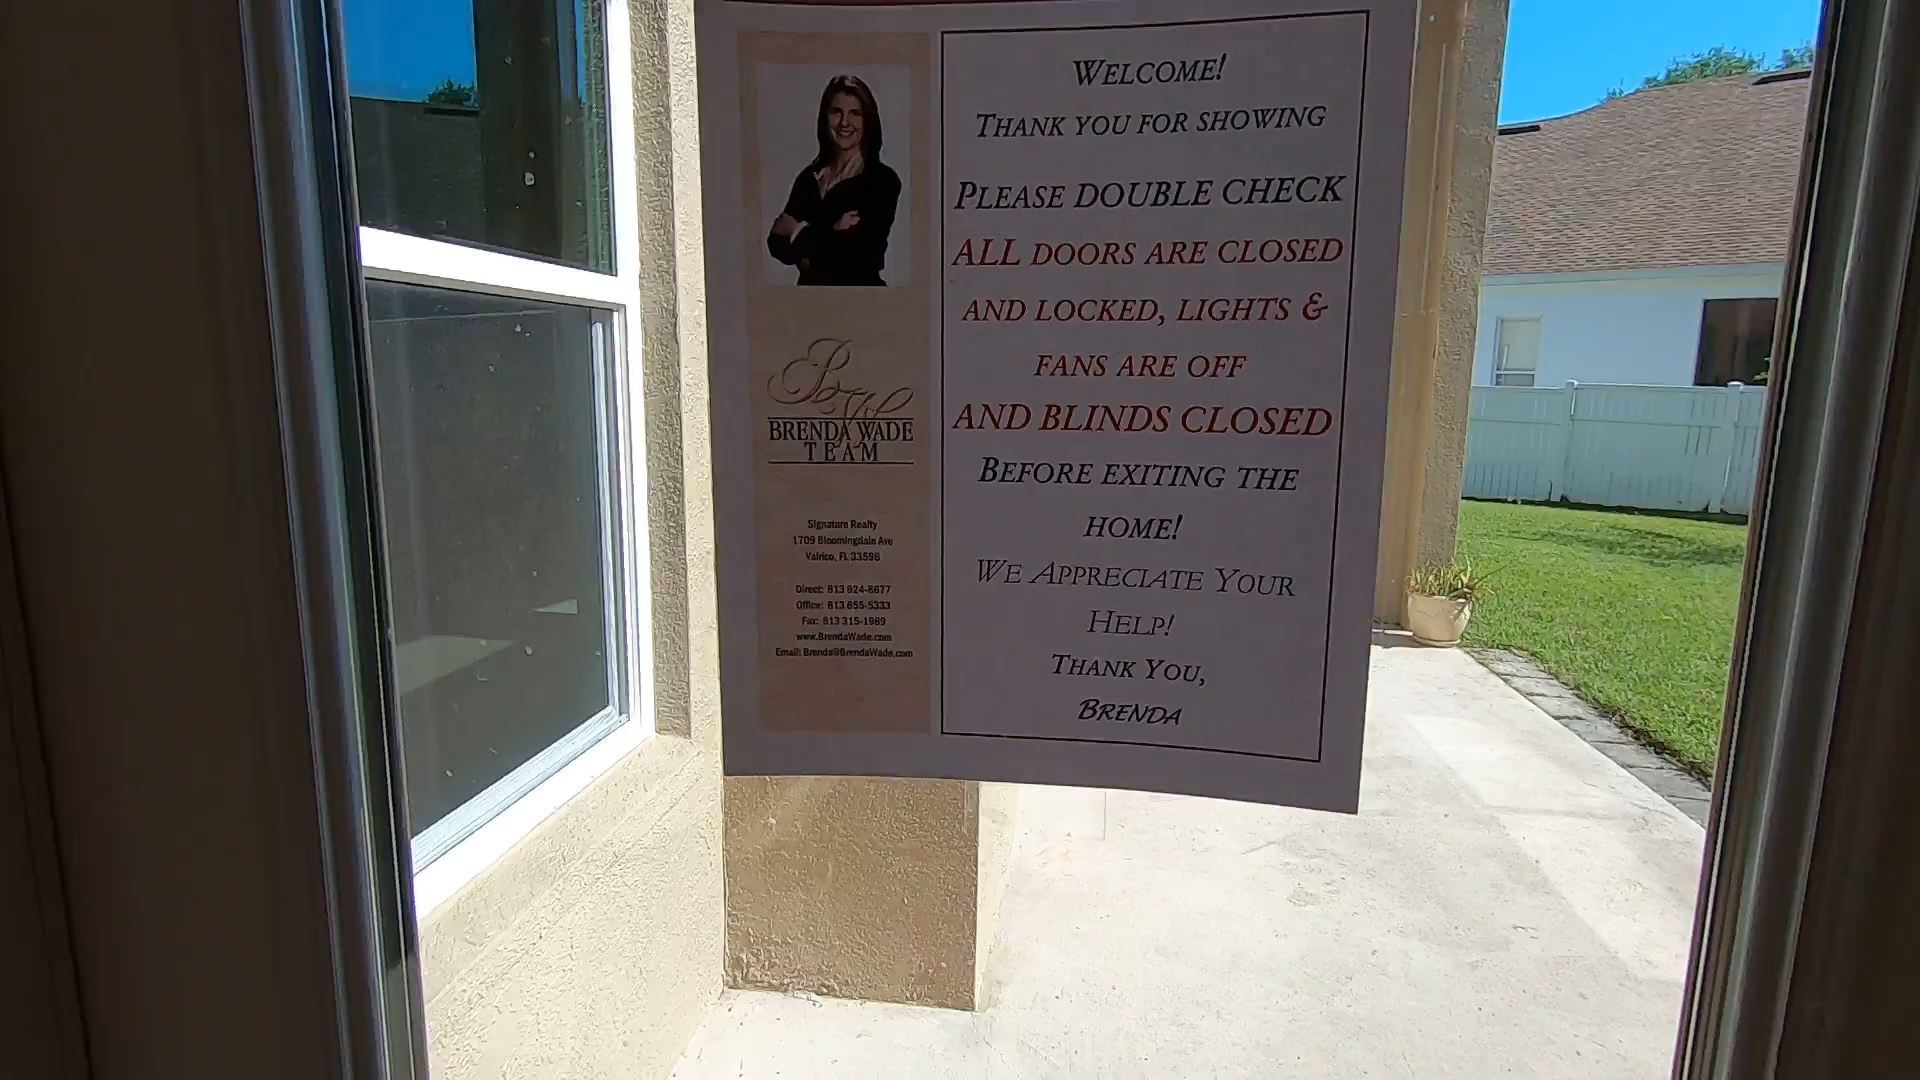 WELCOME!
THANK YOU FOR SHOWING
PLEASE DOUBLE CHECK
ALL DOORS ARE CLOSED
AND LOCKED, LIGHTS &
FANS ARE OFF
AND BLINDS CLOSED
BEFORE EXITING THE
HOME!
WE APPRECIATE YOUR
HELP!
THANK YOU,
BRENDA
BW
BRENDA WADE
TEAM
Signature Realty
1709 Bloomingdale Ave
Valrico, FL 33596
Direct: 813 924-8677
Office: 813 655-5333
Fax: 813 315-1989
www.BrendaWade.com
Email: Brenda@BrendaWade.com